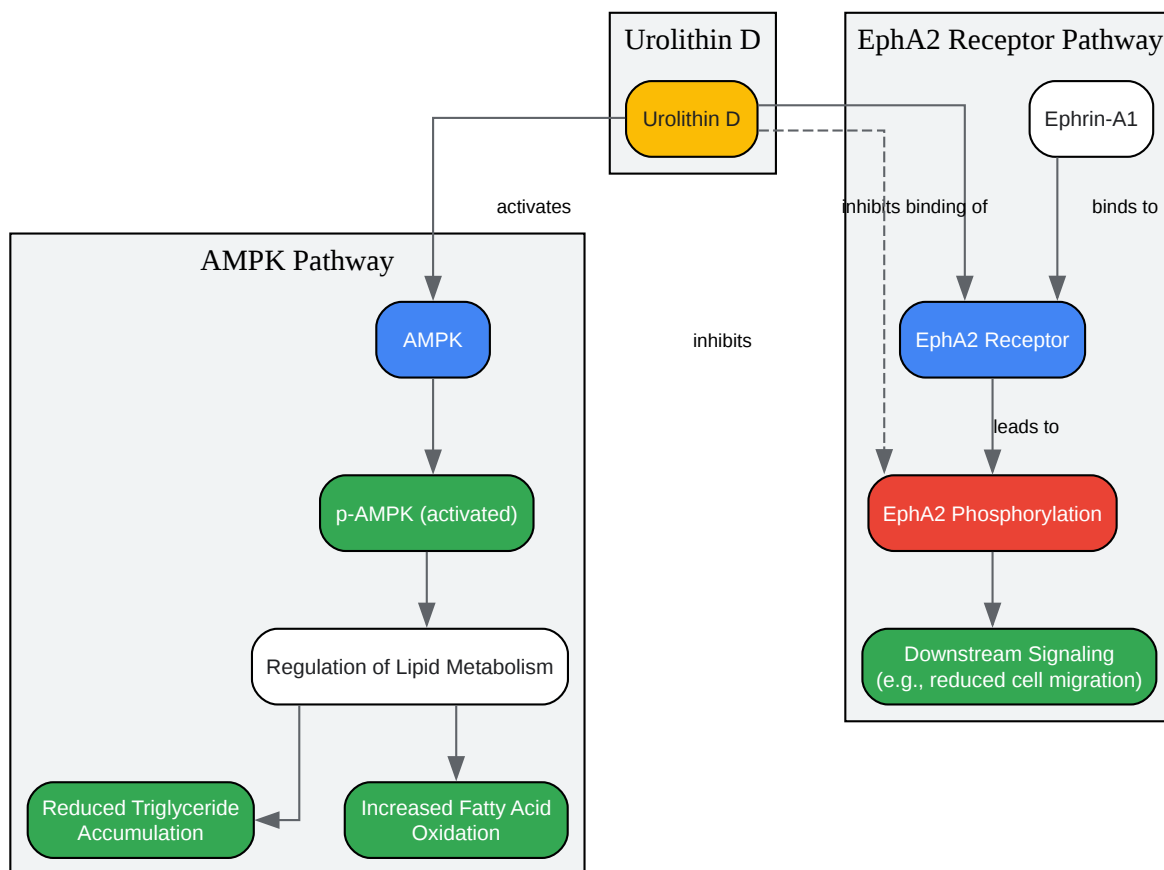 Urolithin D
EphA2 Receptor Pathway
Urolithin D
Ephrin-A1
activates
inhibits binding of
binds to
AMPK Pathway
AMPK
inhibits
EphA2 Receptor
leads to
p-AMPK (activated)
EphA2 Phosphorylation
Regulation of Lipid Metabolism
Downstream Signaling
(e.g., reduced cell migration)
Reduced Triglyceride
Accumulation
Increased Fatty Acid
Oxidation